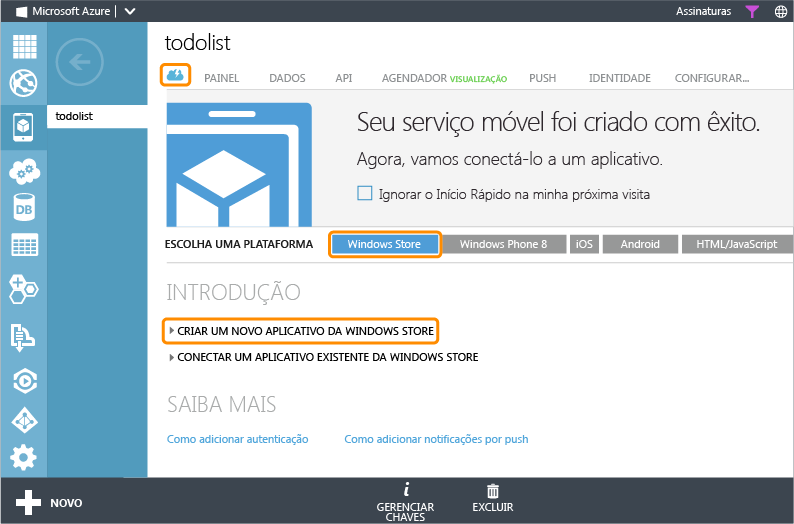 Microsoft Azure
Assinaturas
todolist
todolist
PAINEL DADOS API AGENDADOR VISUALIZAÇÃO PUSH IDENTIDADE CONFIGURAR...
Seu serviço móvel foi criado com êxito.
Agora, vamos conectá-lo a um aplicativo.
Ignorar o Início Rápido na minha próxima visita
ESCOLHA UMA PLATAFORMA Windows Store Windows Phone 8 iOS Android HTML/JavaScript
INTRODUÇÃO
CRIAR UM NOVO APLICATIVO DA WINDOWS STORE
CONECTAR UM APLICATIVO EXISTENTE DA WINDOWS STORE
SAIBA MAIS
Como adicionar autenticação Como adicionar notificações por push
DB
NOVO
GERENCIAR
CHAVES
EXCLUIR